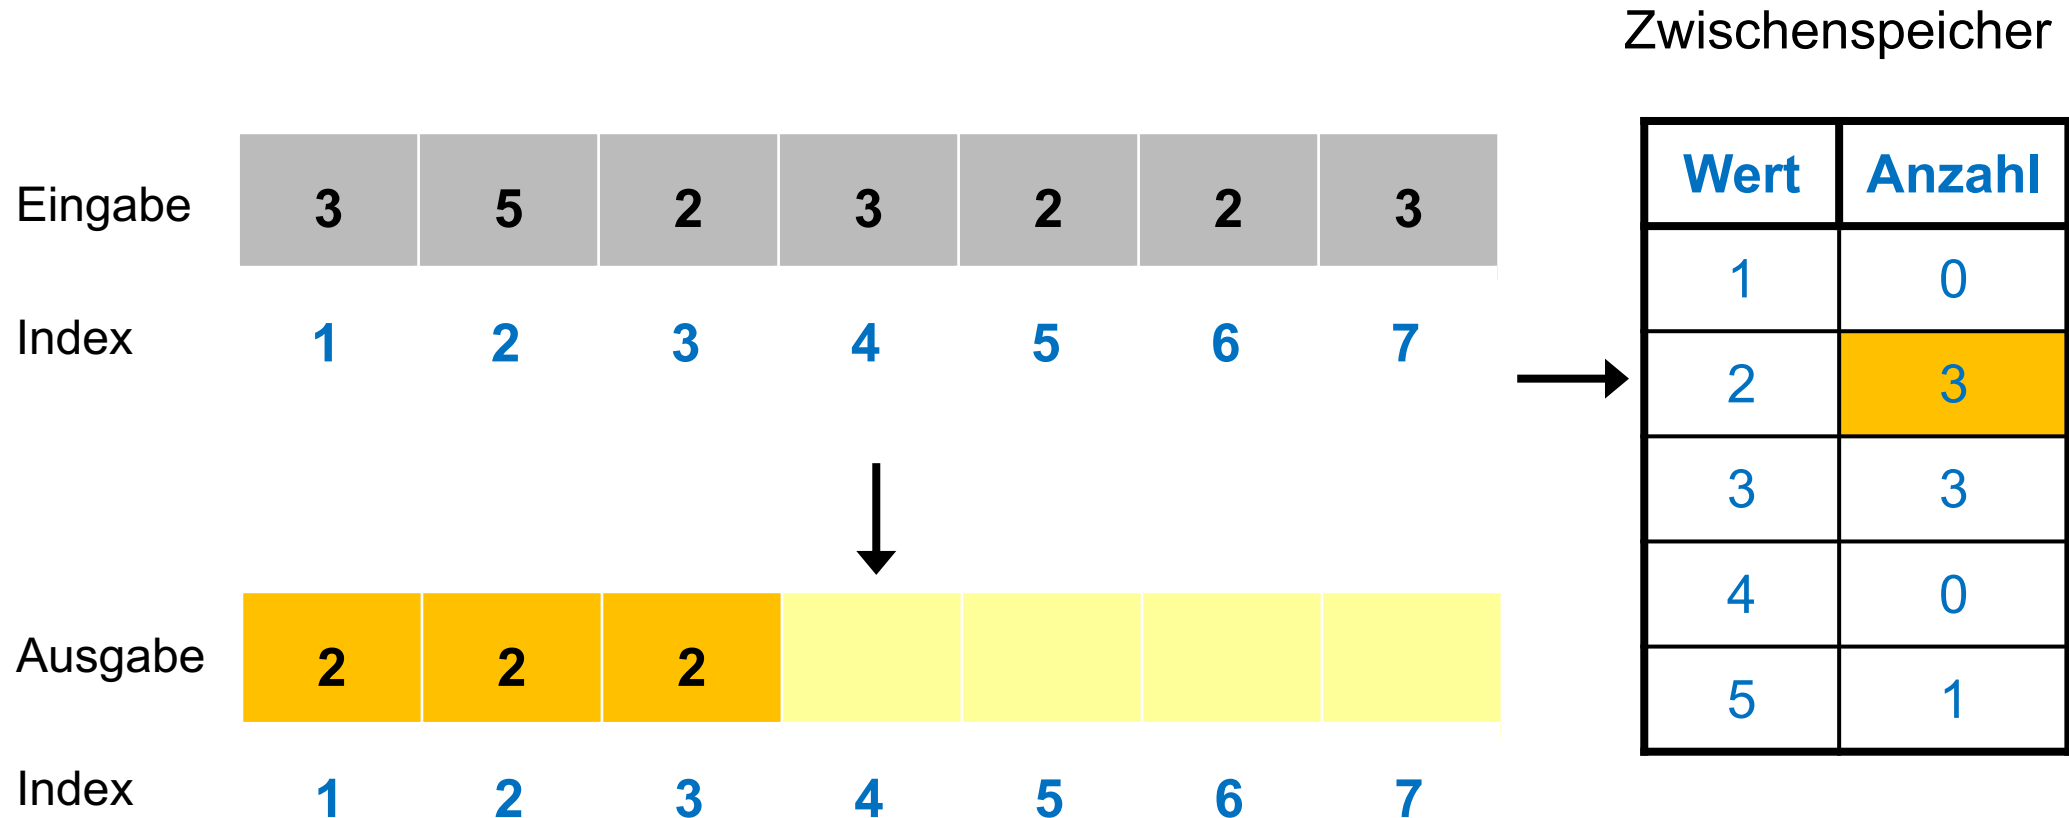 Zwischenspeicher
Eingabe 3 5 2 3 2 2 3
Index 1 2 3 4 5 6 7
Ausgabe 2 2 2
Index 1 2 3 4 5 6 7
Wert Anzahl
1 0
2 3
3 3
4 0
5 1